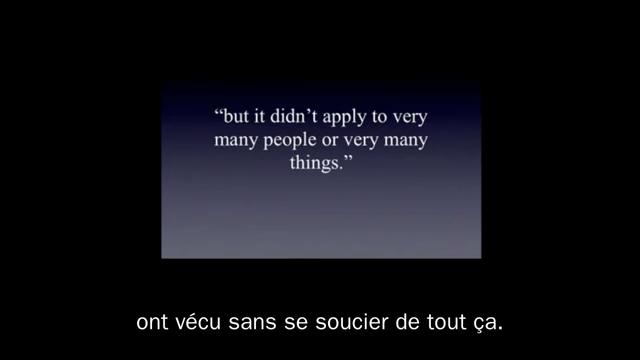 “but it didn’t apply to very
many people or very many
things.”
ont vécu sans se soucier de tout ça.